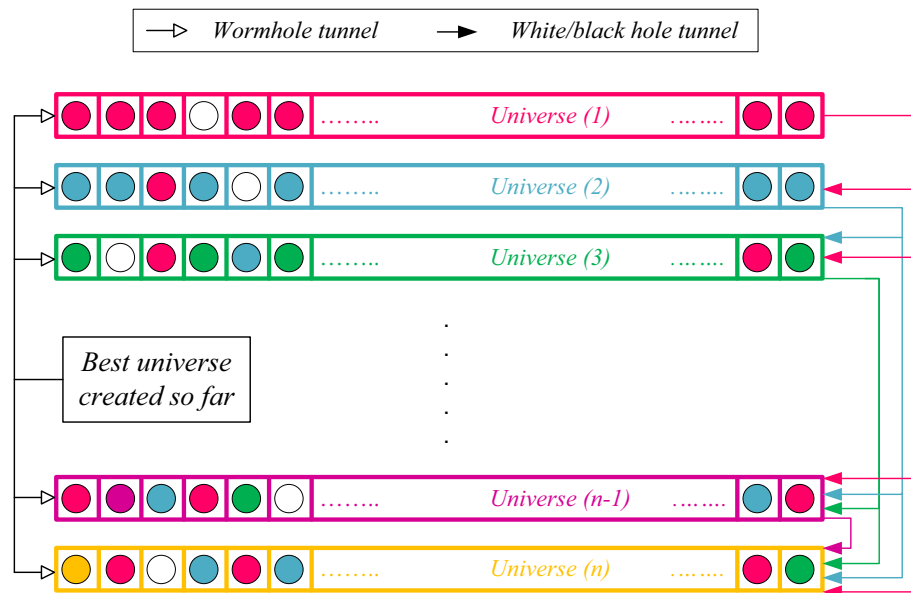 Wormhole tunnel White/black hole tunnel
........ Universe (1) ........
........ Universe (2) ........
........ Universe (3) ........
Best universe
created so far
........ Universe (n-1) ........
........ Universe (n) ........